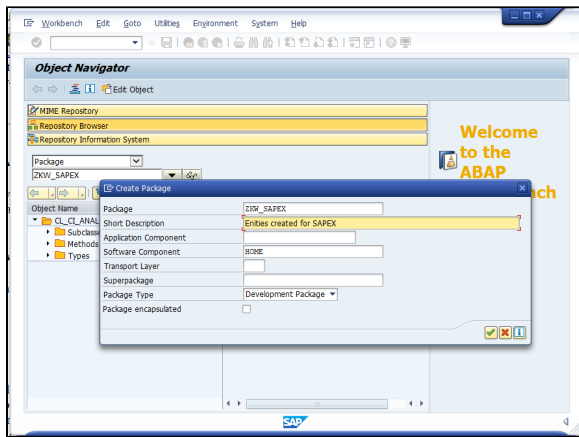 Workbench Edit Goto Utilities Environment System Help
Object Navigator
Edit Object
MIME Repository
Repository Browser
Repository Information System
Welcome
to the
ABAP
Package
ZKW_SAPEX
Create Package
Object Name
CL_CI_ANAL
Subclasse
Methods
Types
Package ZKW_SAPEX
Short Description Enities created for SAPEX
Application Component
Software Component HOME
Transport Layer
Superpackage
Package Type Development Package
Package encapsulated
SAP